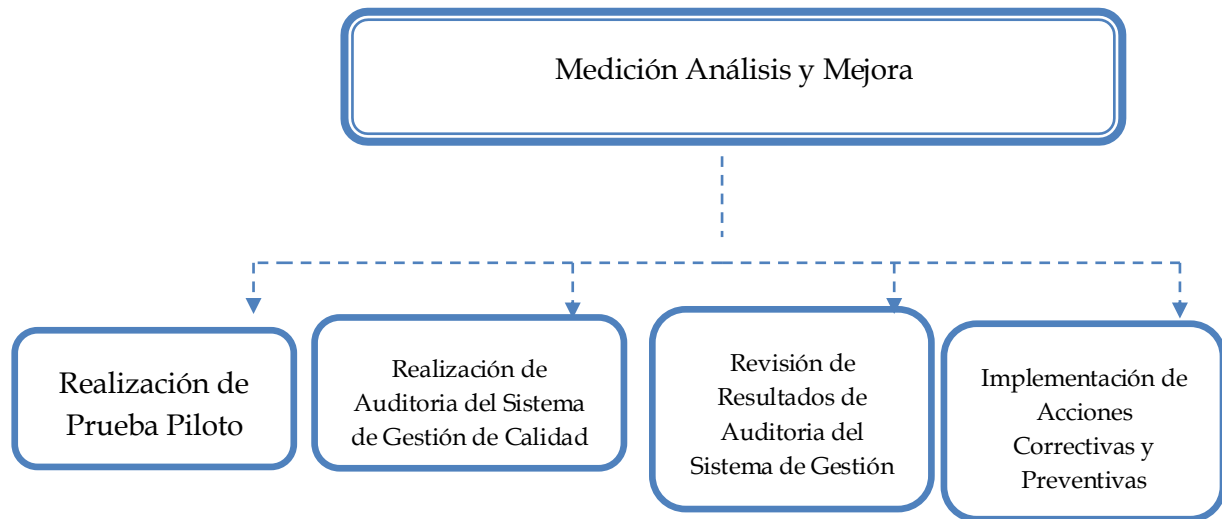 Medición Análisis y Mejora
Realización de
Prueba Piloto
Realización de
Auditoria del Sistema
de Gestión de Calidad
Revisión de
Resultados de
Auditoria del
Sistema de Gestión
Implementación de
Acciones
Correctivas y
Preventivas